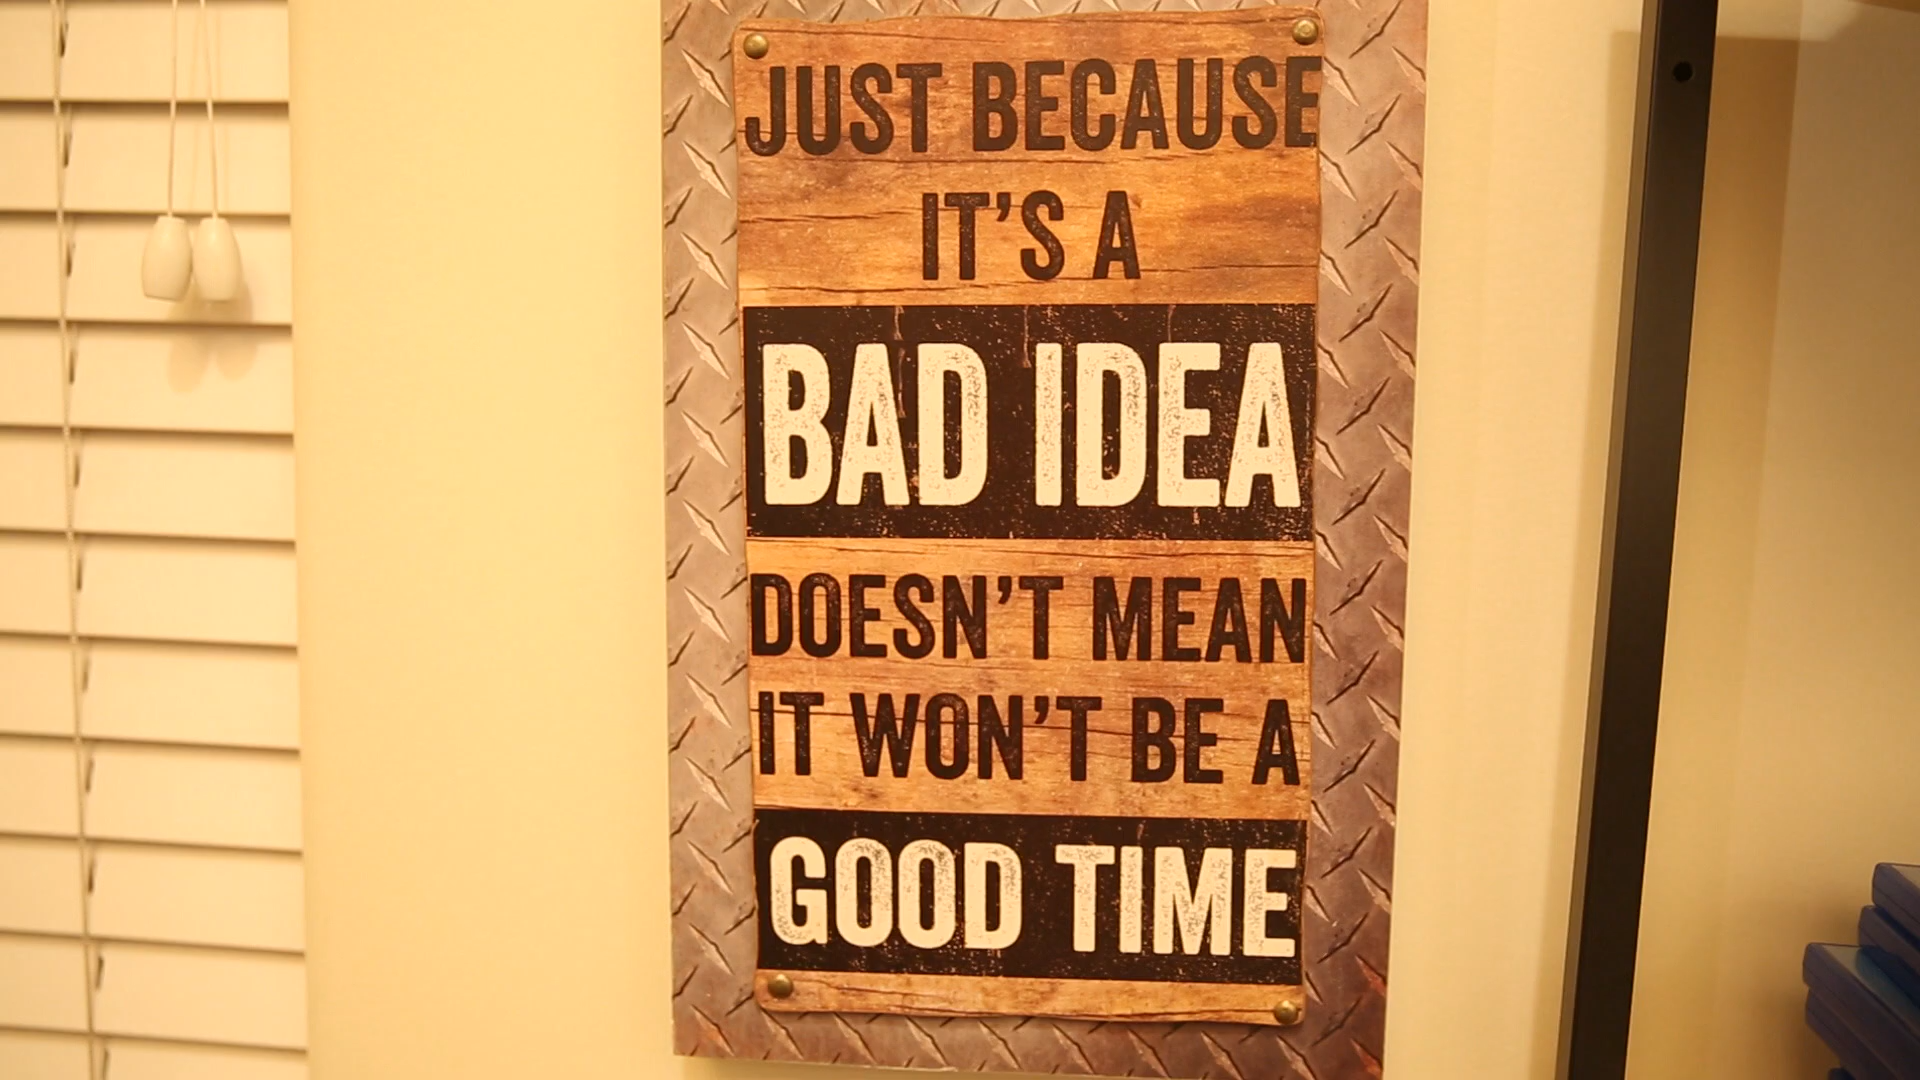 JUST BECAUSE
IT'S A
BAD IDEA
DOESN'T MEAN
IT WON'T BE A
GOOD TIME